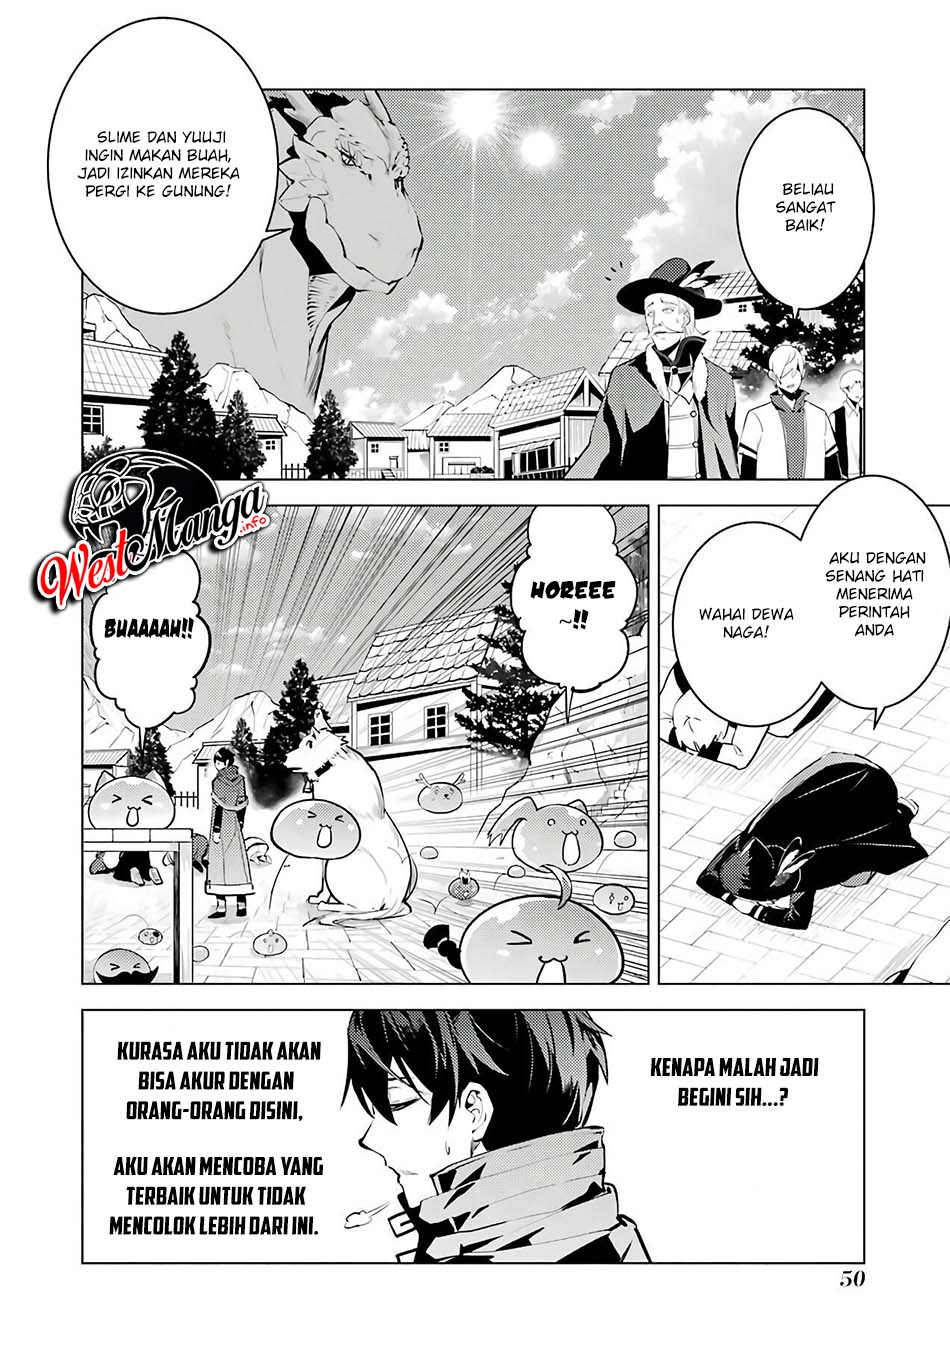 BELIAU
SANGAT
BAIK!
SLIME DAN YUUJI
INGIN MAKAN BUAH,
JADI IZINKAN MEREKA
PERGI KE GUNUNG!
AKU DENGAN
SENANG HATI
MENERIMA
PERINTAH
ANDA
WAHAI DEWA
NAGA!
HOREEE
~!!
BUAAAAH!!
WestManga
.info
KENAPA MALAH JADI
BEGINI SIH...?
KURASA AKU TIDAK AKAN
BISA AKUR DENGAN
ORANG-ORANG DISINI,
AKU AKAN MENCOBA YANG
TERBAIK UNTUK TIDAK
MENCOLOK LEBIH DARI INI.
50